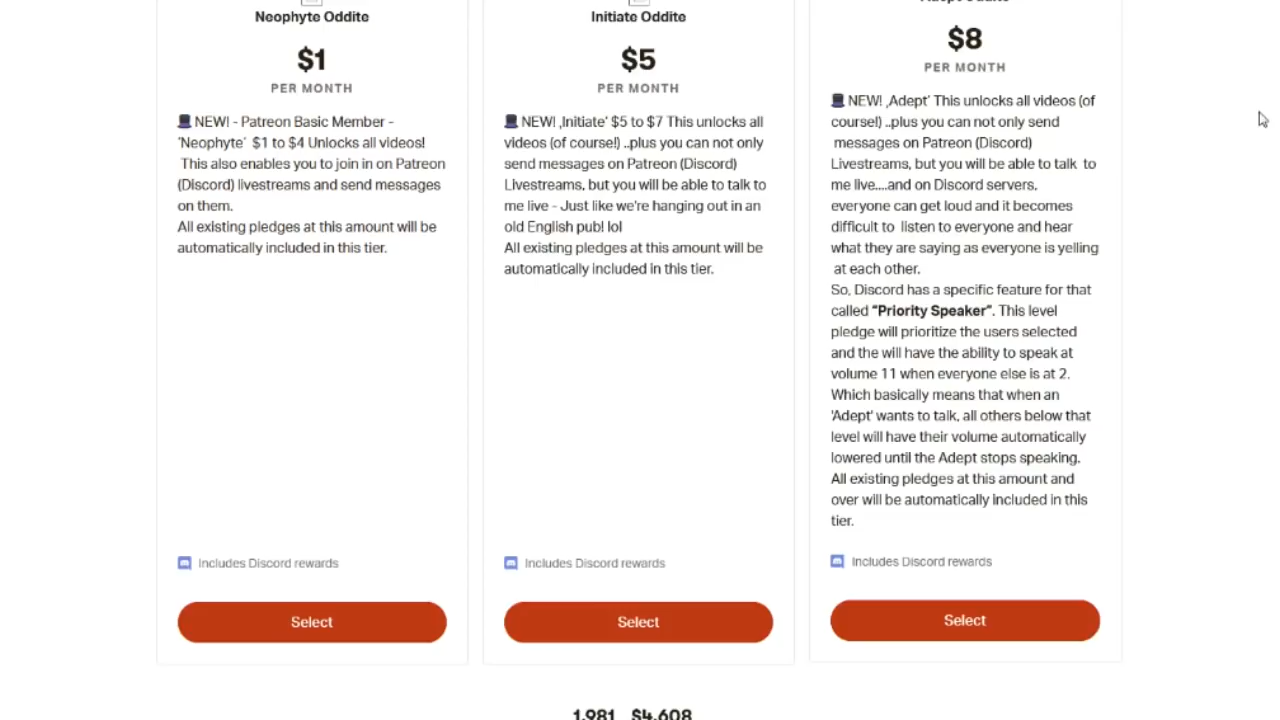 Neophyte Oddite
$1
PER MONTH
NEW! - Patreon Basic Member -
'Neophyte'  $1 to $4 Unlocks all videos!
This also enables you to join in on Patreon
(Discord) livestreams and send messages
on them.
All existing pledges at this amount will be
automatically included in this tier.
Includes Discord rewards
Select
Initiate Oddite
$5
PER MONTH
NEW! ,Initiate' $5 to $7 This unlocks all
videos (of course!) ..plus you can not only
send messages on Patreon (Discord)
Livestreams, but you will be able to talk to
me live - Just like we're hanging out in an
old English pub! lol
All existing pledges at this amount will be
automatically included in this tier.
Includes Discord rewards
Select
$8
PER MONTH
NEW! ,Adept' This unlocks all videos (of
course!) ..plus you can not only send
messages on Patreon (Discord)
Livestreams, but you will be able to talk  to
me live....and on Discord servers,
everyone can get loud and it becomes
difficult to  listen to everyone and hear
what they are saying as everyone is yelling
at each other.
So, Discord has a specific feature for that
called “Priority Speaker”. This level
pledge will prioritize the users selected
and the will have the ability to speak at
volume 11 when everyone else is at 2.
Which basically means that when an
'Adept' wants to talk, all others below that
level will have their volume automatically
lowered until the Adept stops speaking.
All existing pledges at this amount and
over will be automatically included in this
tier.
Includes Discord rewards
Select
1,981 $4,608